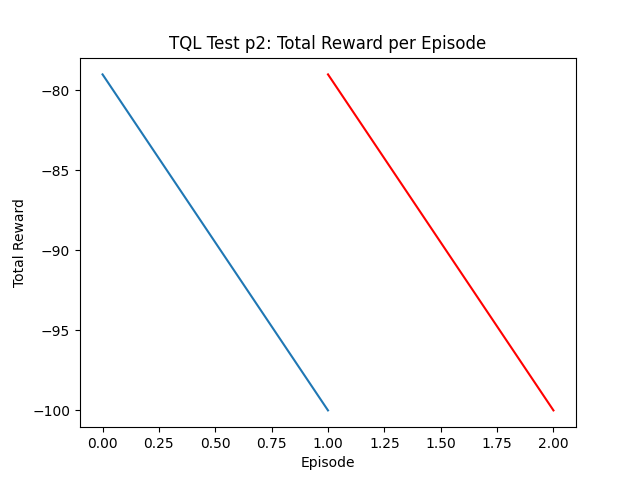 TQL Test p2: Total Reward per Episode
Total Reward
−80
−85
−90
−95
−100
0.00 0.25 0.50 0.75 1.00 1.25 1.50 1.75 2.00
Episode